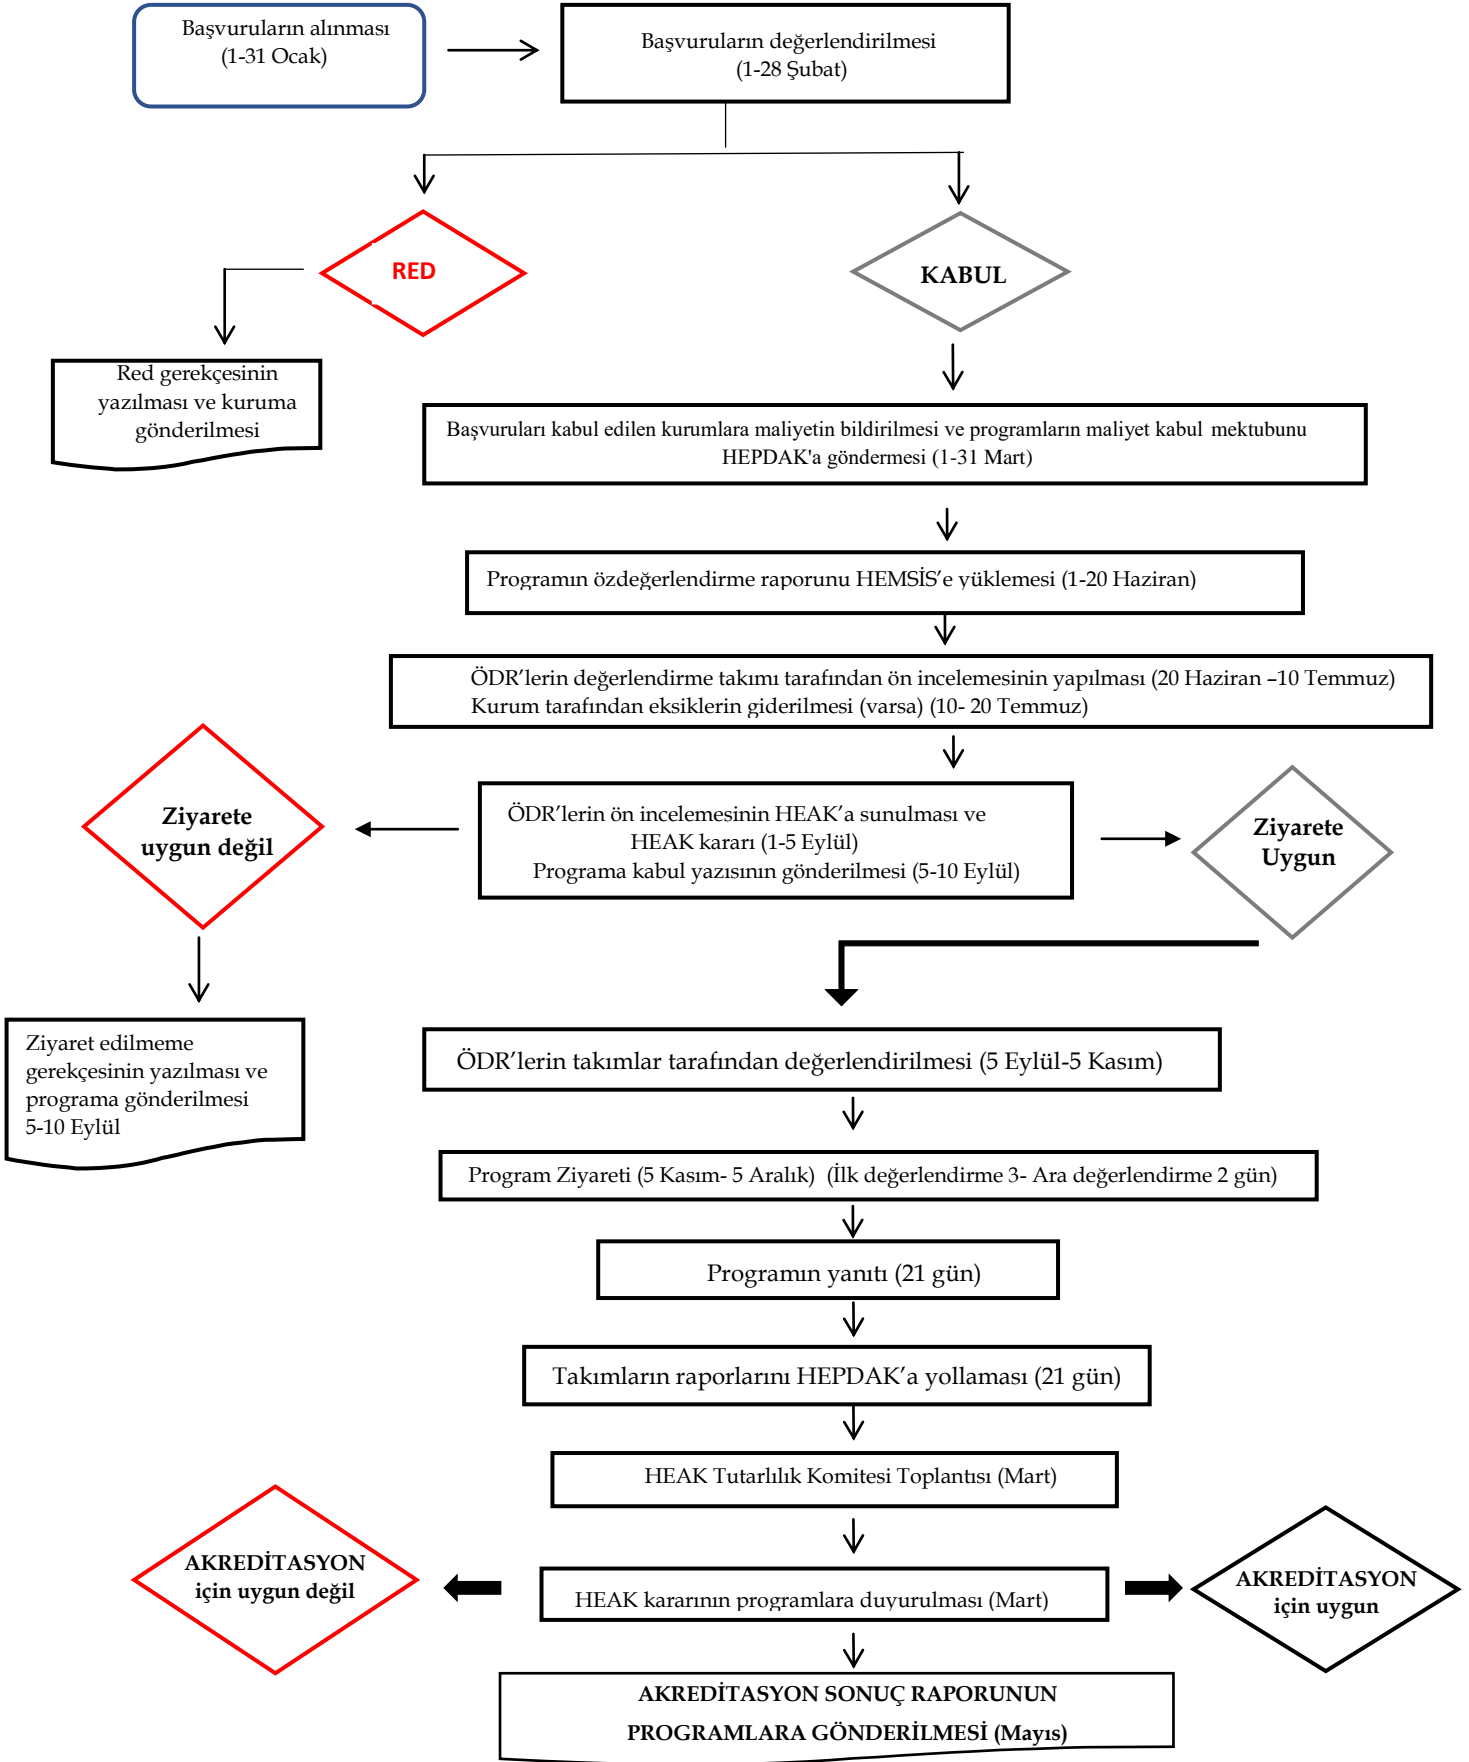 Başvuruların alınması
(1-31 Ocak)
Başvuruların değerlendirilmesi
(1-28 Şubat)
RED
KABUL
Red gerekçesinin
yazılması ve kuruma
gönderilmesi
Başvuruları kabul edilen kurumlara maliyetin bildirilmesi ve programların maliyet kabul mektubunu
HEPDAK'a göndermesi (1-31 Mart)
Programın özdeğerlendirme raporunu HEMSİS’e yüklemesi (1-20 Haziran)
ÖDR’lerin değerlendirme takımı tarafından ön incelemesinin yapılması (20 Haziran –10 Temmuz)
Kurum tarafından eksiklerin giderilmesi (varsa) (10- 20 Temmuz)
Ziyarete
uygun değil
ÖDR’lerin ön incelemesinin HEAK’a sunulması ve
HEAK kararı (1-5 Eylül)
Programa kabul yazısının gönderilmesi (5-10 Eylül)
Ziyarete
Uygun
Ziyaret edilmeme
gerekçesinin yazılması ve
programa gönderilmesi
5-10 Eylül
ÖDR’lerin takımlar tarafından değerlendirilmesi (5 Eylül-5 Kasım)
Program Ziyareti (5 Kasım- 5 Aralık) (İlk değerlendirme 3- Ara değerlendirme 2 gün)
Programın yanıtı (21 gün)
Takımların raporlarını HEPDAK’a yollaması (21 gün)
HEAK Tutarlılık Komitesi Toplantısı (Mart)
AKREDİTASYON
için uygun değil
HEAK kararının programlara duyurulması (Mart)
AKREDİTASYON
için uygun
AKREDİTASYON SONUÇ RAPORUNUN
PROGRAMLARA GÖNDERİLMESİ (Mayıs)